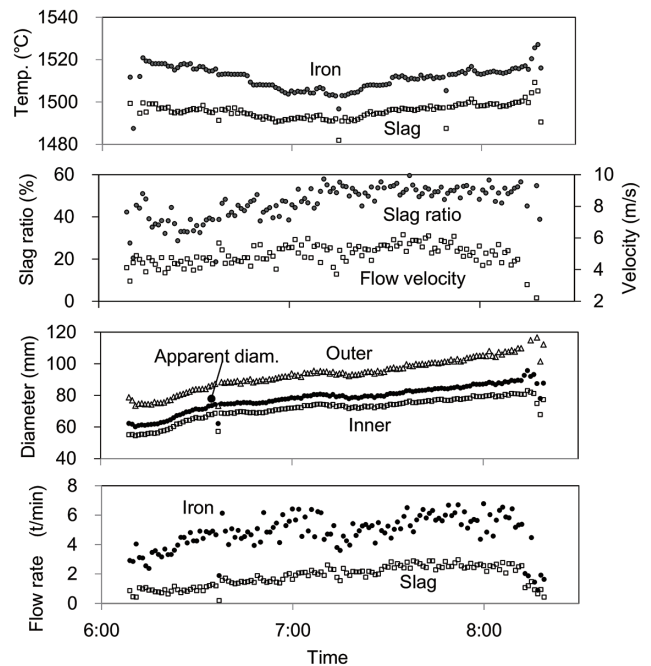 Temp. (℃)
1540
1520
1500
1480
Iron
Slag
Slag ratio (%)
60
40
20
0
Slag ratio
Flow velocity
10
8
6
4
2
Velocity (m/s)
Diameter (mm)
120
100
80
60
40
Apparent diam.
Outer
Inner
Flow rate (t/min)
8
6
4
2
0
Iron
Slag
6:00
7:00
8:00
Time